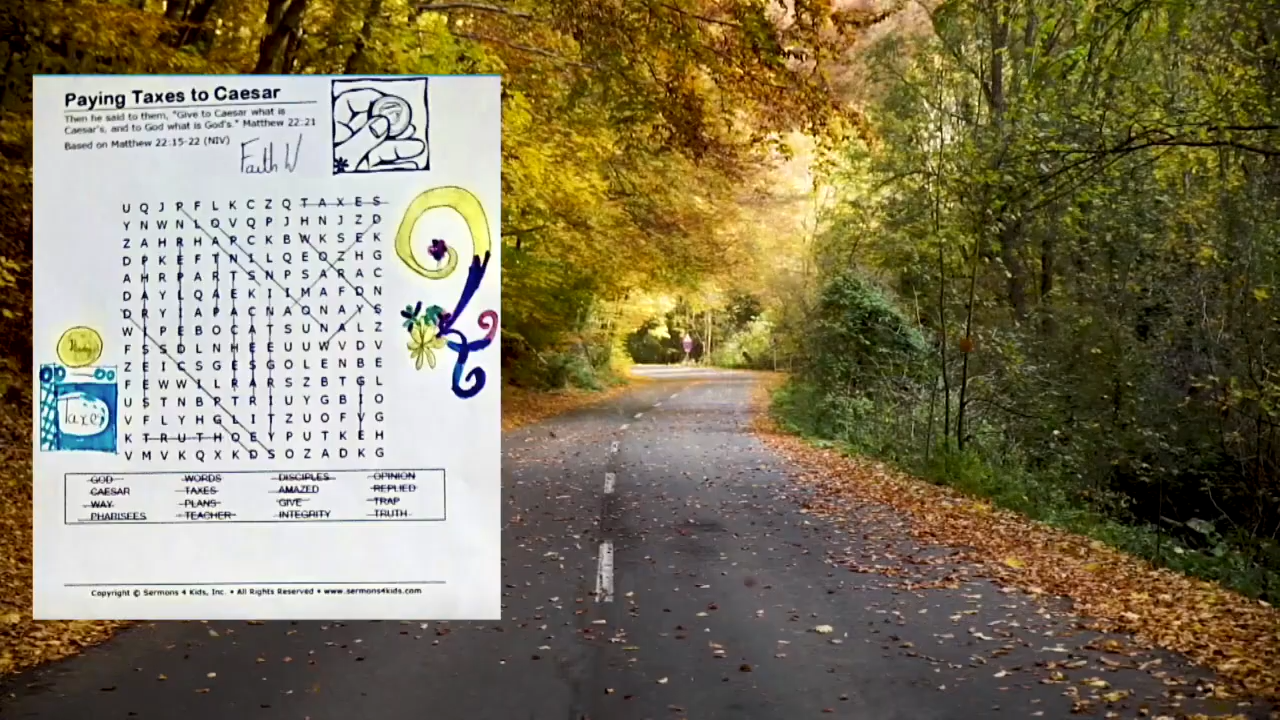 Paying Taxes to Caesar
Then he said to them, "Give to Caesar what is
Caesar's, and to God what is God's." Matthew 22:21
Based on Matthew 22:15-22 (NIV)
Faith W
U Q J P F L K C Z Q T A X E S
Y N W N L O V Q P J H N J Z D
Z A H R H A P C K B W K S E K
D P K E F T N I L Q E O Z H G
A H R P A R T S N P S A R A C
D A Y L Q A E K I I M A F D N
D R Y I A P A C N A O N A Y S
W I P E B O C A T S U N A L Z
F S S D L N H E E U U W V D V
Z E I C S G E S G O L E N B E
F E W W I L R A R S Z B T G L
U S T N B P T R I U Y G B I O
V F L Y H G L I T Z U O F V G
K T R U T H O E Y P U T K E H
V M V K Q X K D S O Z A D K G
Taxes
GOD WORDS DISCIPLES OPINION
CAESAR TAXES AMAZED REPLIED
WAY PLANS GIVE TRAP
PHARISEES TEACHER INTEGRITY TRUTH
Copyright © Sermons 4 Kids, Inc. • All Rights Reserved • www.sermons4kids.com